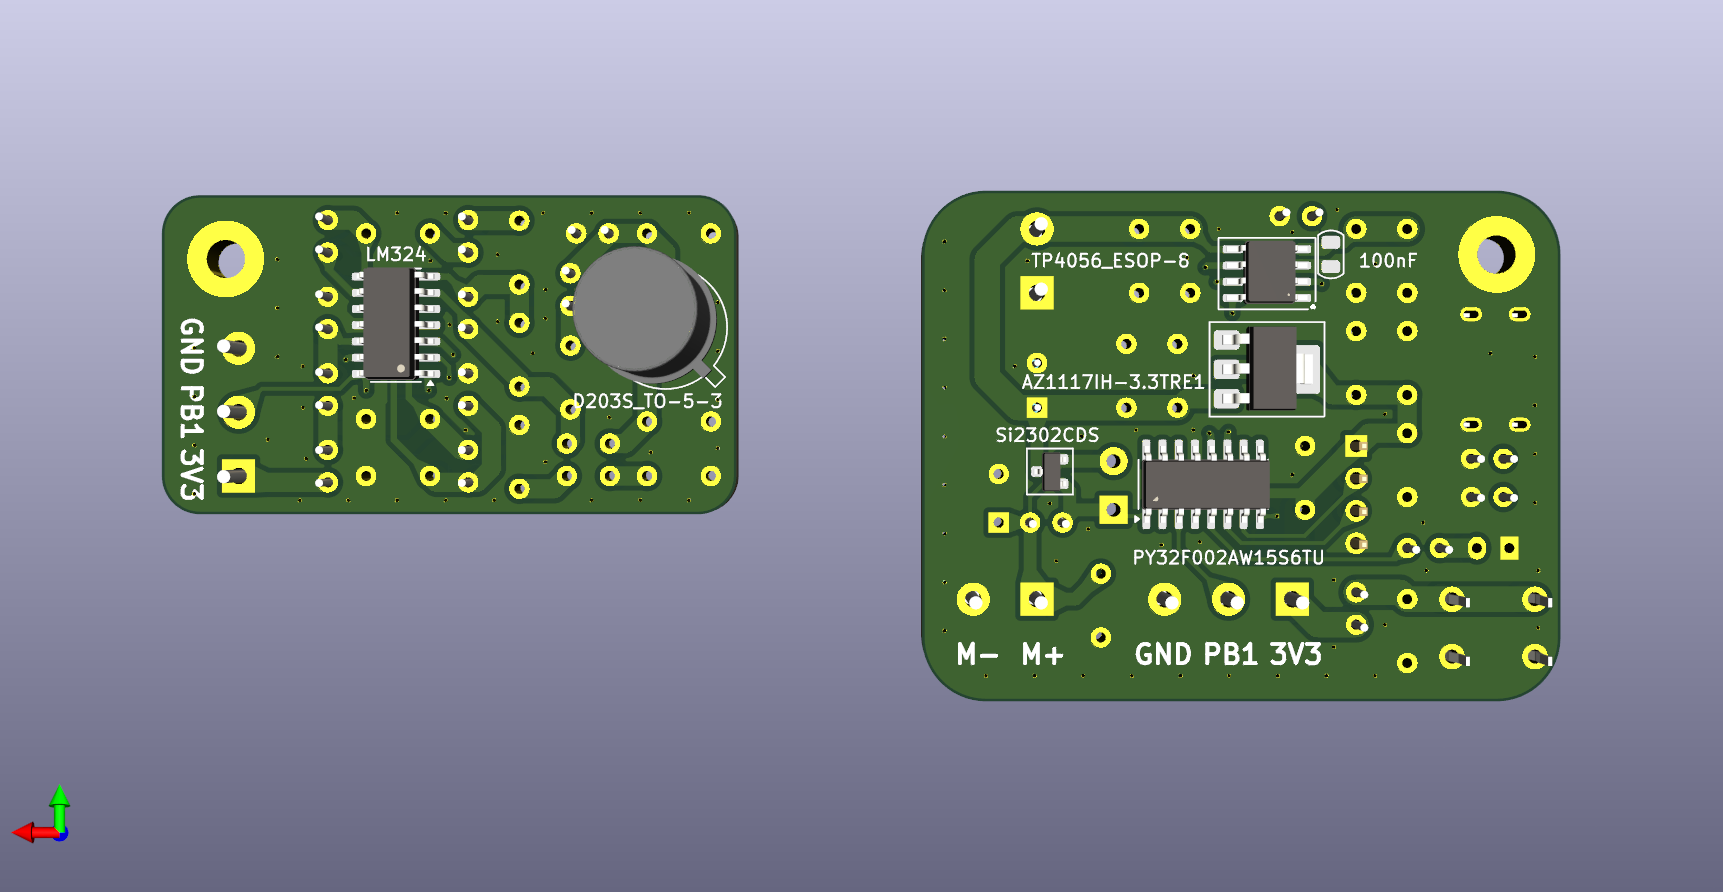 LM324
D203S_TO-5-3
GND PB1 3V3
TP4056_ESOP-8
100nF
AZ1117IH-3.3TRE1
Si2302CDS
PY32F002AW15S6TU
M- M+
GND PB1 3V3